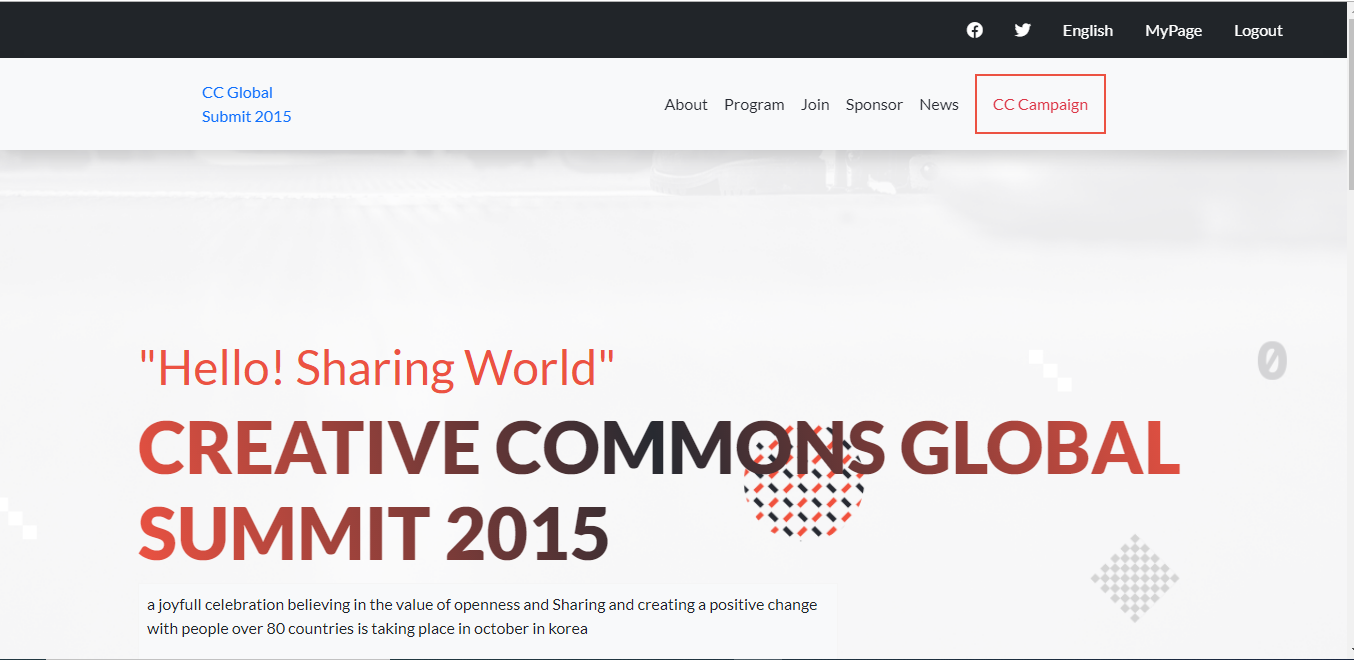 English MyPage Logout
CC Global
Submit 2015
About Program Join Sponsor News CC Campaign
"Hello! Sharing World"
CREATIVE COMMONS GLOBAL
SUMMIT 2015
a joyfull celebration believing in the value of openness and Sharing and creating a positive change
with people over 80 countries is taking place in october in korea
0